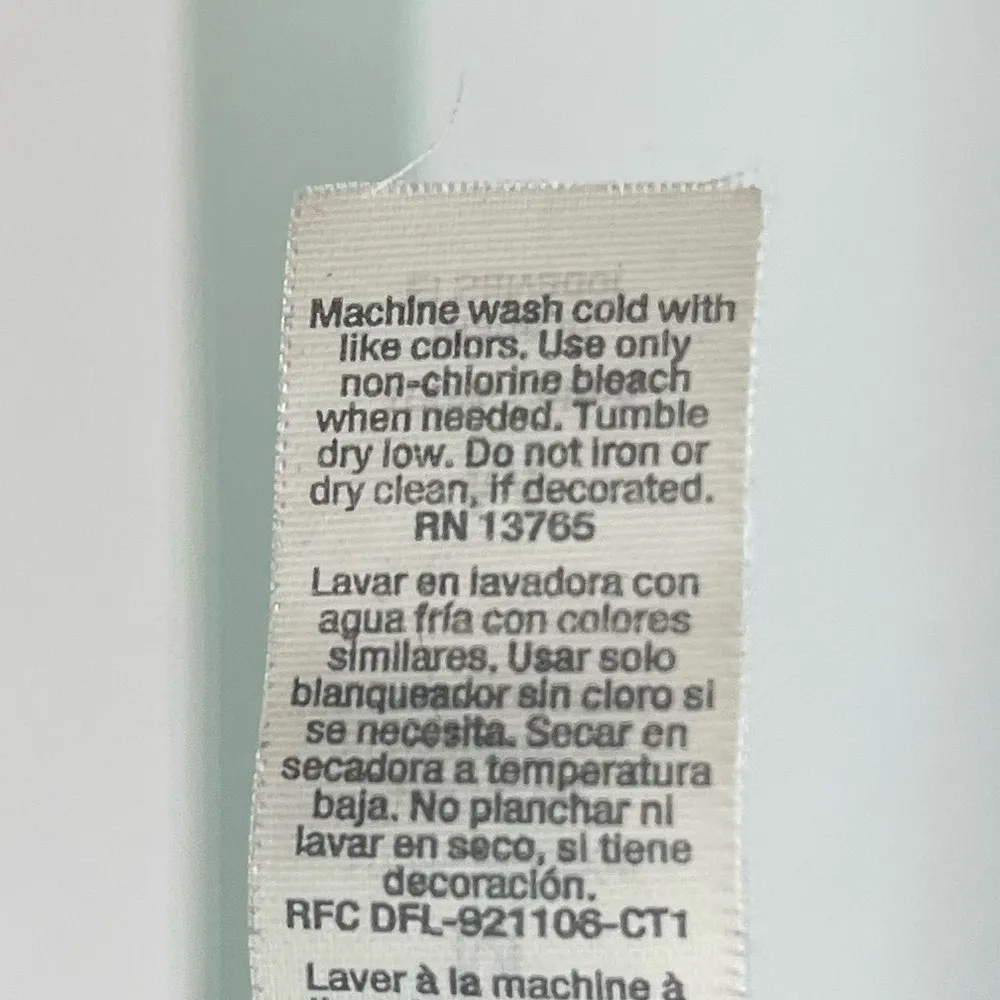 Machine wash cold with
like colors. Use only
non-chlorine bleach
when needed. Tumble
dry low. Do not iron or
dry clean, if decorated.
RN 13765
Lavar en lavadora con
agua fría con colores
similares. Usar solo
blanqueador sin cloro si
se necesita. Secar en
secadora a temperatura
baja. No planchar ni
lavar en seco, si tiene
decoración.
RFC DFL-921106-CT1
Laver à la machine à